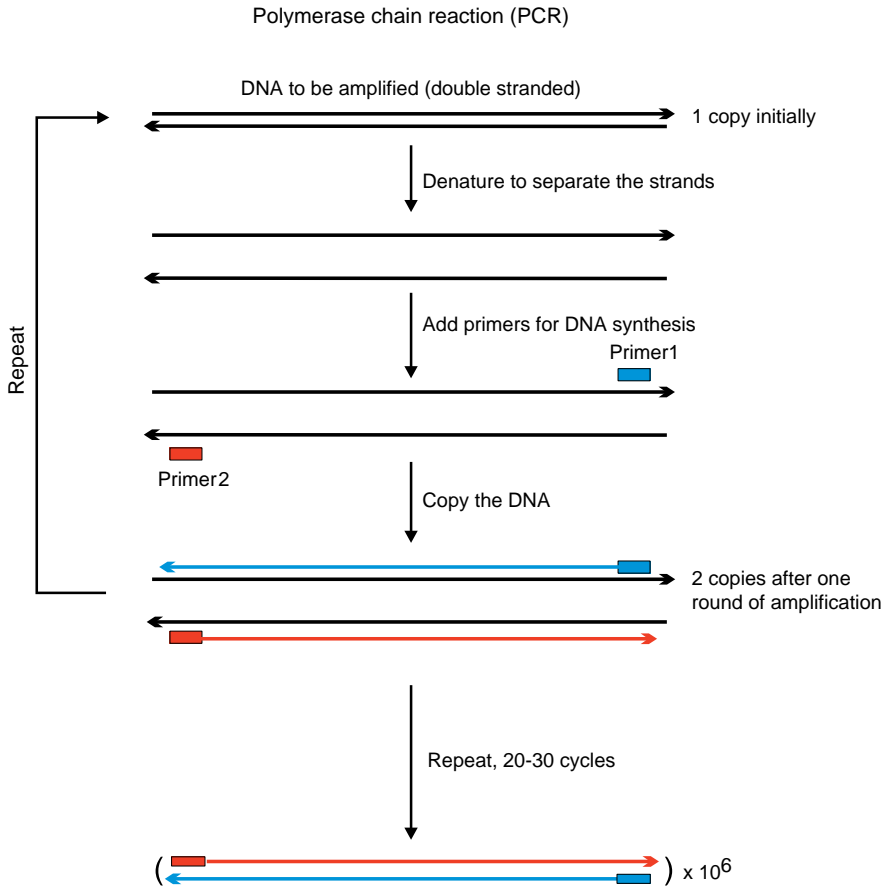 Polymerase chain reaction (PCR)
DNA to be amplified (double stranded)
1 copy initially
Denature to separate the strands
Add primers for DNA synthesis
Primer1
Repeat
Primer2
Copy the DNA
2 copies after one
round of amplification
Repeat, 20-30 cycles
( ) x 10⁶